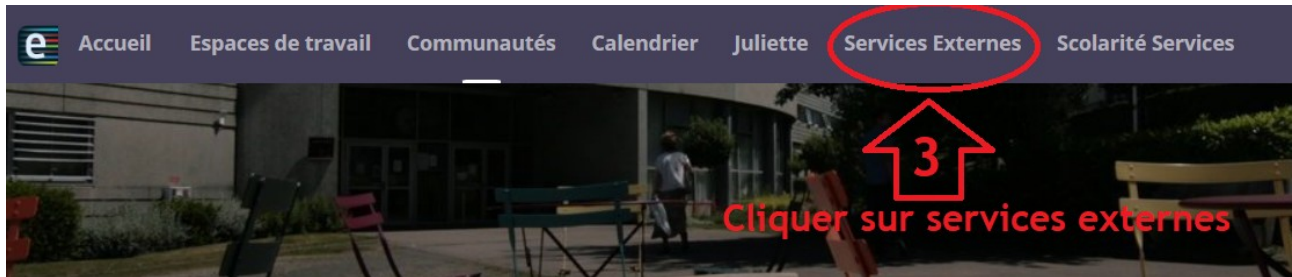 e Accueil Espaces de travail Communautés Calendrier Juliette Services Externes Scolarité Services
3
Cliquer sur services externes